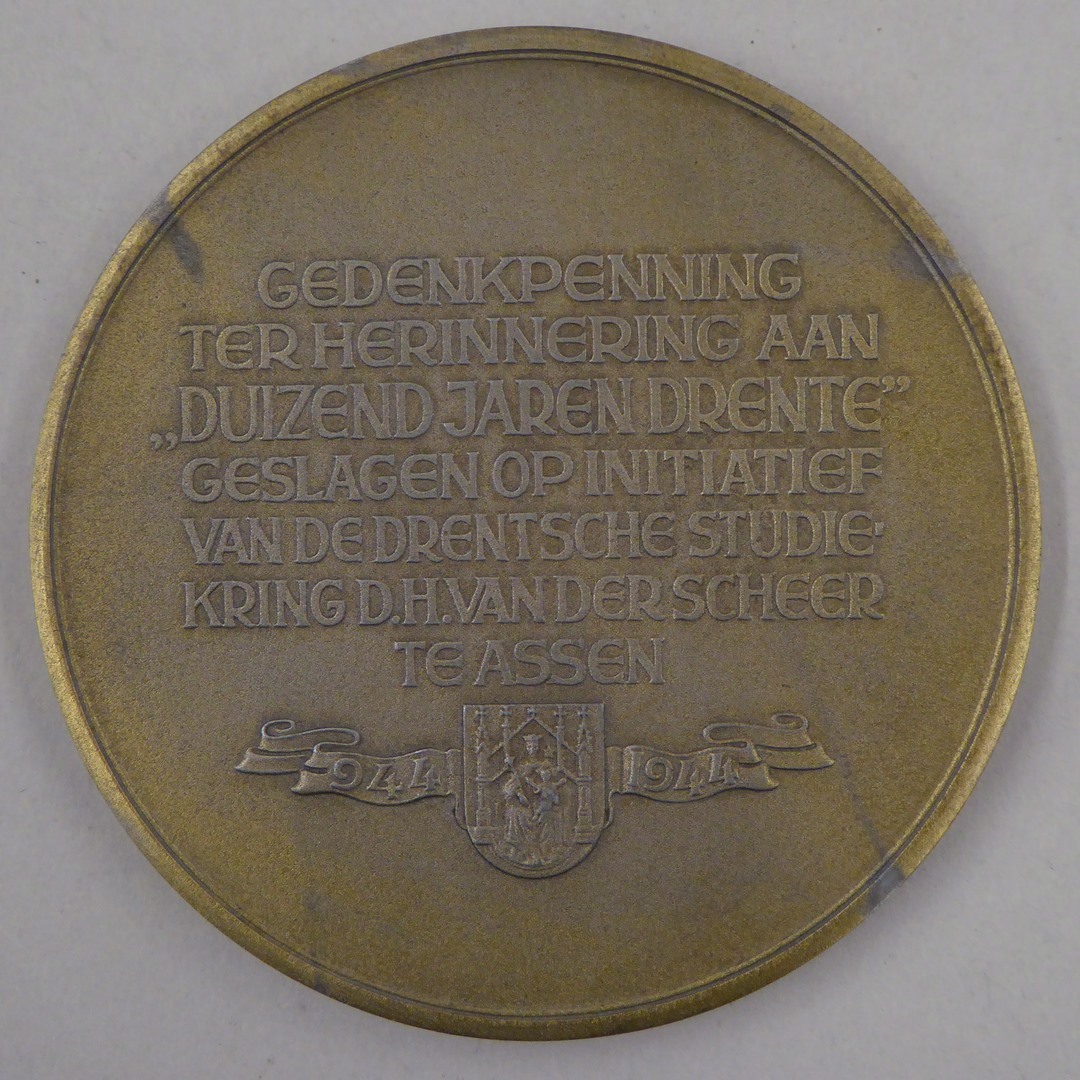 GEDENKPENNING
TER HERINNERING AAN
„DUIZEND JAREN DRENTE”
GESLAGEN OP INITIATIEF
VAN DE DRENTSCHE STUDIE-
KRING D.H. VAN DER SCHEER
TE ASSEN
944 1944